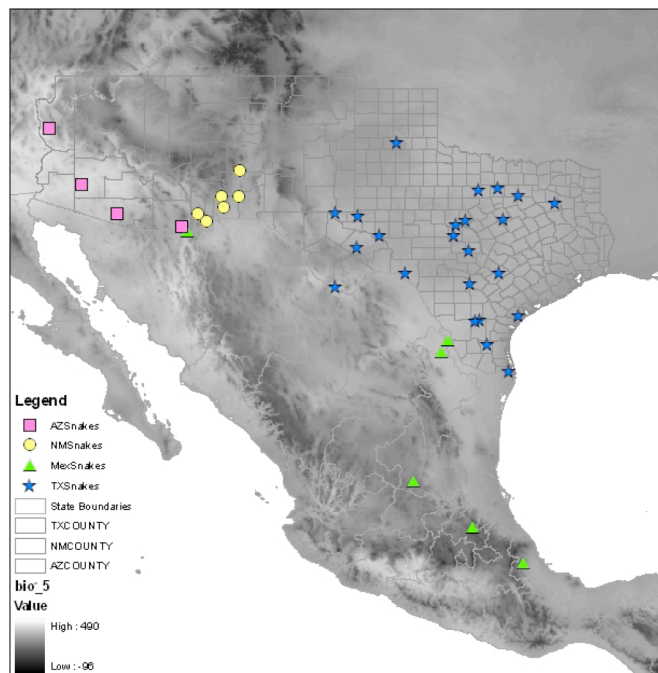 Legend
AZSnakes
NMSnakes
MexSnakes
TXSnakes
State Boundaries
TXCOUNTY
NMCOUNTY
AZCOUNTY
bio_5
Value
High : 490
Low : -96